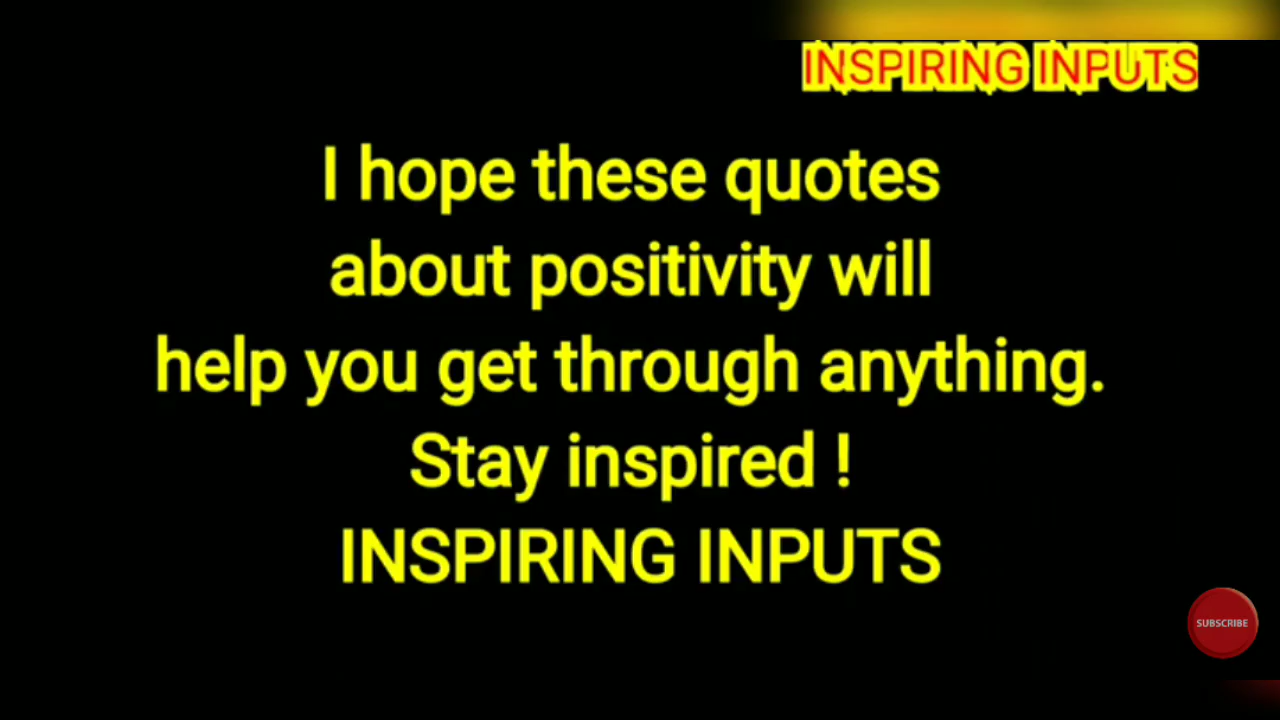 INSPIRING INPUTS
I hope these quotes
about positivity will
help you get through anything.
Stay inspired !
INSPIRING INPUTS
SUBSCRIBE